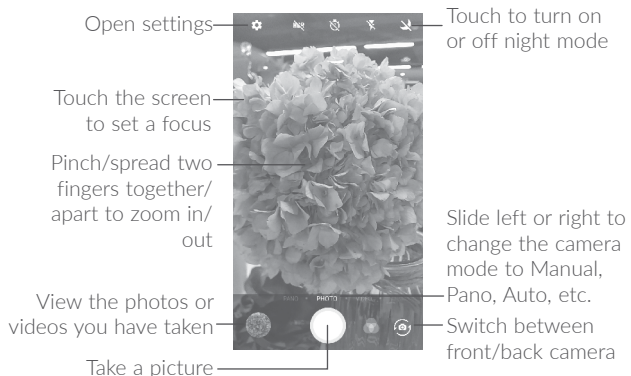 Open settings
Touch to turn on
or off night mode
Touch the screen
to set a focus
Pinch/spread two
fingers together/
apart to zoom in/
out
Slide left or right to
change the camera
mode to Manual,
Pano, Auto, etc.
View the photos or
videos you have taken
PANO PHOTO
Switch between
front/back camera
Take a picture